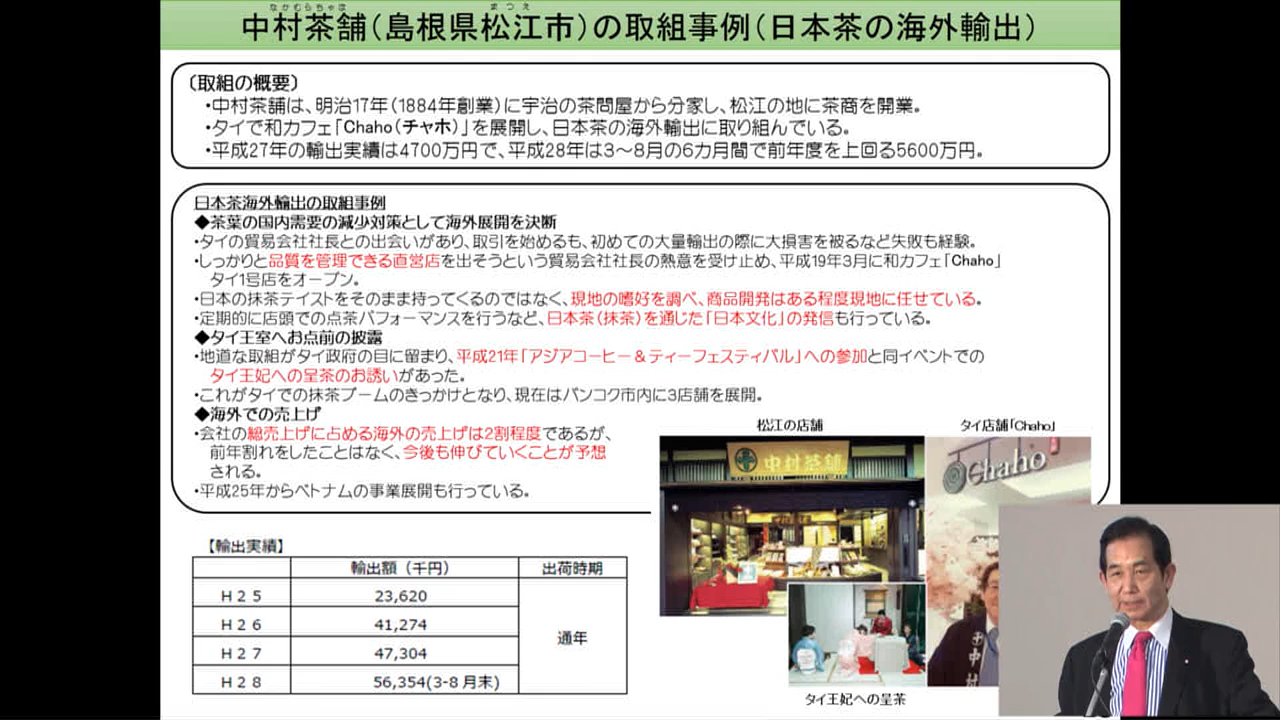 なかむらちゃほ まつえ
中村茶舗（島根県松江市）の取組事例（日本茶の海外輸出）
〔取組の概要〕
・中村茶舗は、明治17年（1884年創業）に宇治の茶問屋から分家し、松江の地に茶商を開業。
・タイで和カフェ「Chaho（チャホ）」を展開し、日本茶の海外輸出に取り組んでいる。
・平成27年の輸出実績は4700万円で、平成28年は3～8月の6カ月間で前年度を上回る5600万円。
日本茶海外輸出の取組事例
◆茶葉の国内需要の減少対策として海外展開を決断
・タイの貿易会社社長との出会いがあり、取引を始めるも、初めての大量輸出の際に大損害を被るなど失敗も経験。
・しっかりと品質を管理できる直営店を出そうという貿易会社社長の熱意を受け止め、平成19年3月に和カフェ「Chaho」
タイ1号店をオープン。
・日本の抹茶テイストをそのまま持ってくるのではなく、現地の嗜好を調べ、商品開発はある程度現地に任せている。
・定期的に店頭での点茶パフォーマンスを行うなど、日本茶（抹茶）を通じた「日本文化」の発信も行っている。
◆タイ王室へお点前の披露
・地道な取組がタイ政府の目に留まり、平成21年「アジアコーヒー＆ティーフェスティバル」への参加と同イベントでの
タイ王妃への呈茶のお誘いがあった。
・これがタイでの抹茶ブームのきっかけとなり、現在はバンコク市内に3店舗を展開。
◆海外での売上げ
・会社の総売上げに占める海外の売上げは2割程度であるが、
前年割れをしたことはなく、今後も伸びていくことが予想
される。
・平成25年からベトナムの事業展開も行っている。
松江の店舗 タイ店舗「Chaho」
中村茶舗
Chaho
中村
タイ王妃への呈茶
【輸出実績】
輸出額（千円） 出荷時期
Ｈ２５ 23,620
Ｈ２６ 41,274
通年
Ｈ２７ 47,304
Ｈ２８ 56,354(3-8月末)